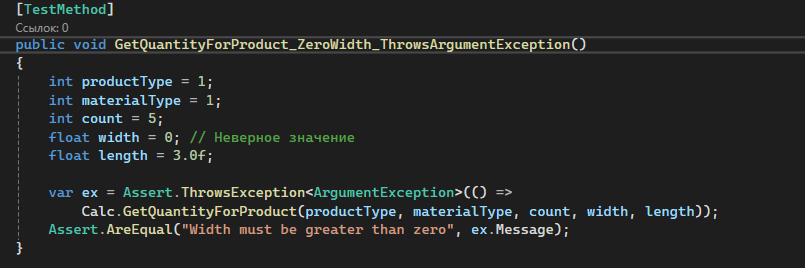 [TestMethod]
Ссылок: 0
public void GetQuantityForProduct_ZeroWidth_ThrowsArgumentException()
{
    int productType = 1;
    int materialType = 1;
    int count = 5;
    float width = 0; // Неверное значение
    float length = 3.0f;

    var ex = Assert.ThrowsException<ArgumentException>(() =>
        Calc.GetQuantityForProduct(productType, materialType, count, width, length));
    Assert.AreEqual("Width must be greater than zero", ex.Message);
}